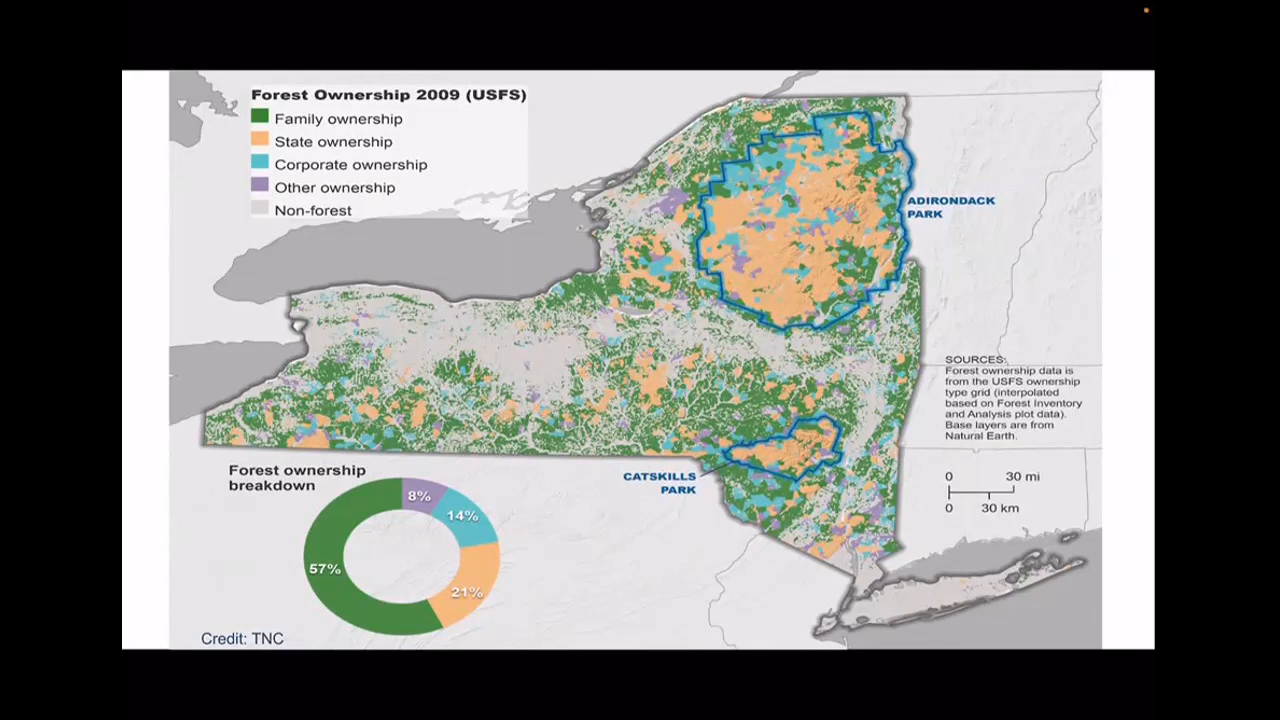 Forest Ownership 2009 (USFS)
Family ownership
State ownership
Corporate ownership
Other ownership
Non-forest
ADIRONDACK
PARK
SOURCES:
Forest ownership data is
from the USFS ownership
type grid (interpolated
based on Forest Inventory
and Analysis plot data).
Base layers are from
Natural Earth.
CATSKILLS
PARK
0 30 mi
0 30 km
Forest ownership
breakdown
8%
14%
57%
21%
Credit: TNC